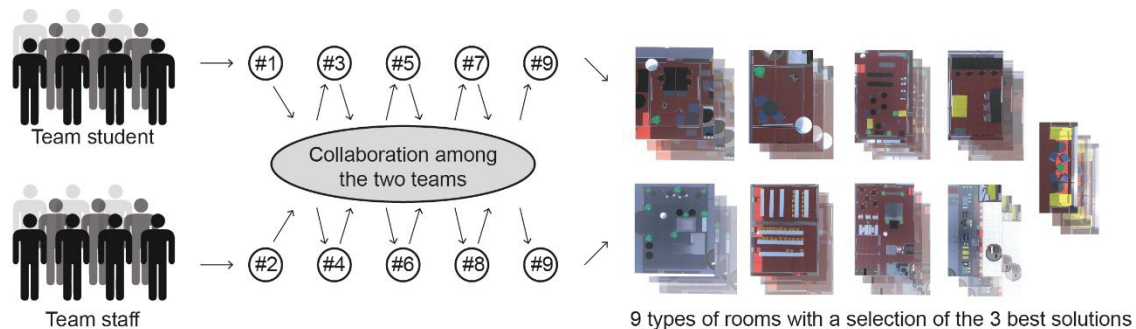 #1 #3 #5 #7 #9
Team student
Collaboration among
the two teams
#2 #4 #6 #8 #9
Team staff
9 types of rooms with a selection of the 3 best solutions